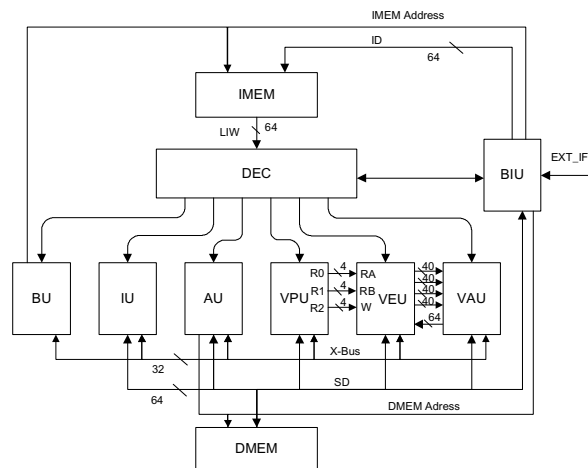 IMEM Address
ID
64
IMEM
LIW
64
DEC
BIU
EXT_IF
BU
IU
AU
VPU
R0
R1
R2
4
4
4
RA
RB
W
VEU
40
40
40
40
64
VAU
X-Bus
32
SD
64
DMEM Adress
DMEM